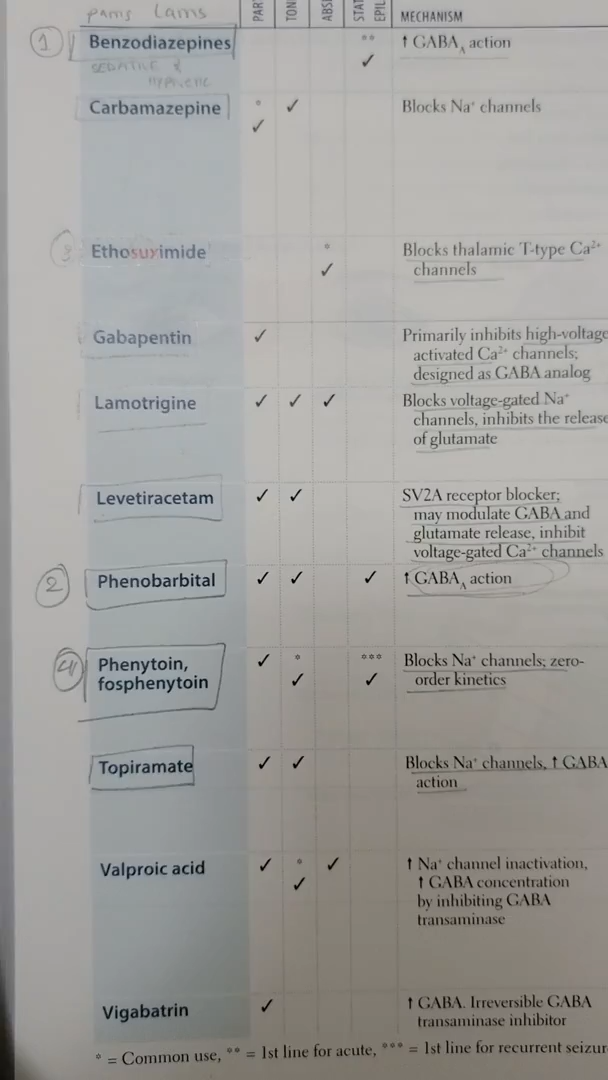 pams Lams
PART
TONI
ABSE
STAT
EPIL
MECHANISM
1 Benzodiazepines ** ✓ ↑ GABAA action
SEDATIVE &
HYPNOTIC
Carbamazepine * ✓ ✓ Blocks Na+ channels
3 Ethosuximide * ✓ Blocks thalamic T-type Ca2+
channels
Gabapentin ✓ Primarily inhibits high-voltage
activated Ca2+ channels;
designed as GABA analog
Lamotrigine ✓ ✓ ✓ Blocks voltage-gated Na+
channels, inhibits the release
of glutamate
Levetiracetam ✓ ✓ SV2A receptor blocker;
may modulate GABA and
glutamate release, inhibit
voltage-gated Ca2+ channels
2 Phenobarbital ✓ ✓ ✓ ↑ GABAA action
4 Phenytoin, ✓ * *** Blocks Na+ channels; zero-
fosphenytoin ✓ ✓ order kinetics
Topiramate ✓ ✓ Blocks Na+ channels, ↑ GABA
action
Valproic acid ✓ * ✓ ✓ ↑ Na+ channel inactivation,
↑ GABA concentration
by inhibiting GABA
transaminase
Vigabatrin ✓ ↑ GABA. Irreversible GABA
transaminase inhibitor
* = Common use, ** = 1st line for acute, *** = 1st line for recurrent seizur